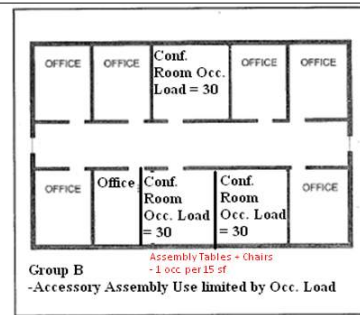 OFFICE
OFFICE
Conf.
Room Occ.
Load = 30
OFFICE
OFFICE
OFFICE
Office
Conf.
Room
Occ. Load
= 30
Conf.
Room
Occ. Load
= 30
OFFICE
Assembly Tables + Chairs
- 1 occ per 15 sf
Group B
-Accessory Assembly Use limited by Occ. Load